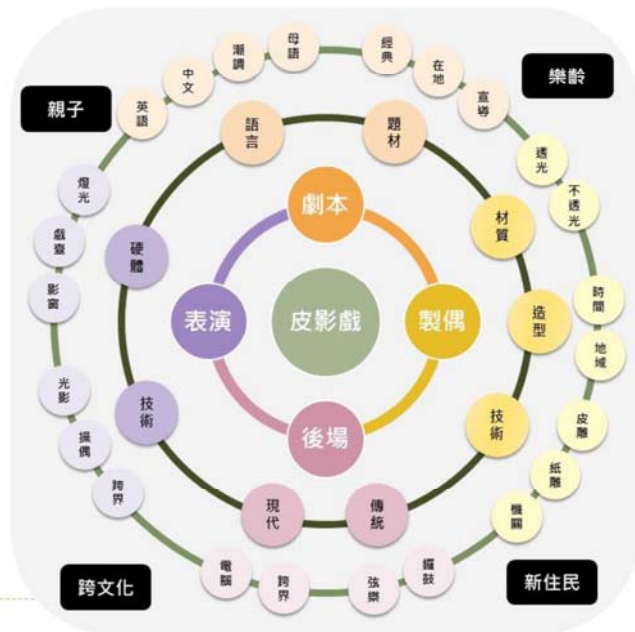 親子
樂齡
英語
中文
潮調
母語
經典
在地
宣導
語言
題材
透光
不透光
材質
燈光
戲臺
影窗
硬體
劇本
表演
皮影戲
製偶
造型
時間
地域
光影
操偶
跨界
技術
後場
技術
皮雕
紙雕
機關
現代
傳統
電腦
跨界
弦樂
鑼鼓
跨文化
新住民